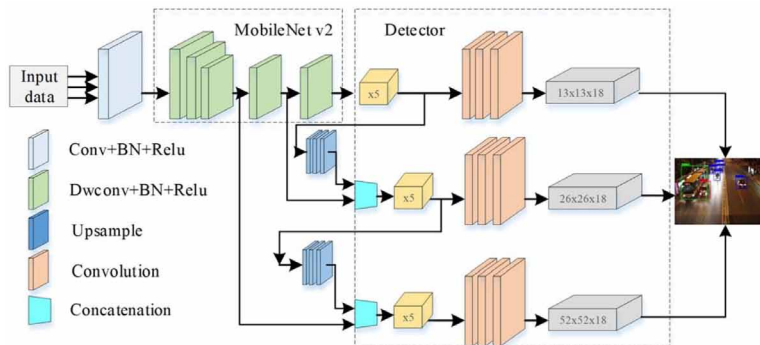 MobileNet v2
Detector
Input
data
x5
13x13x18
Conv+BN+Relu
Dwconv+BN+Relu
x5
26x26x18
Upsample
Convolution
Concatenation
x5
52x52x18